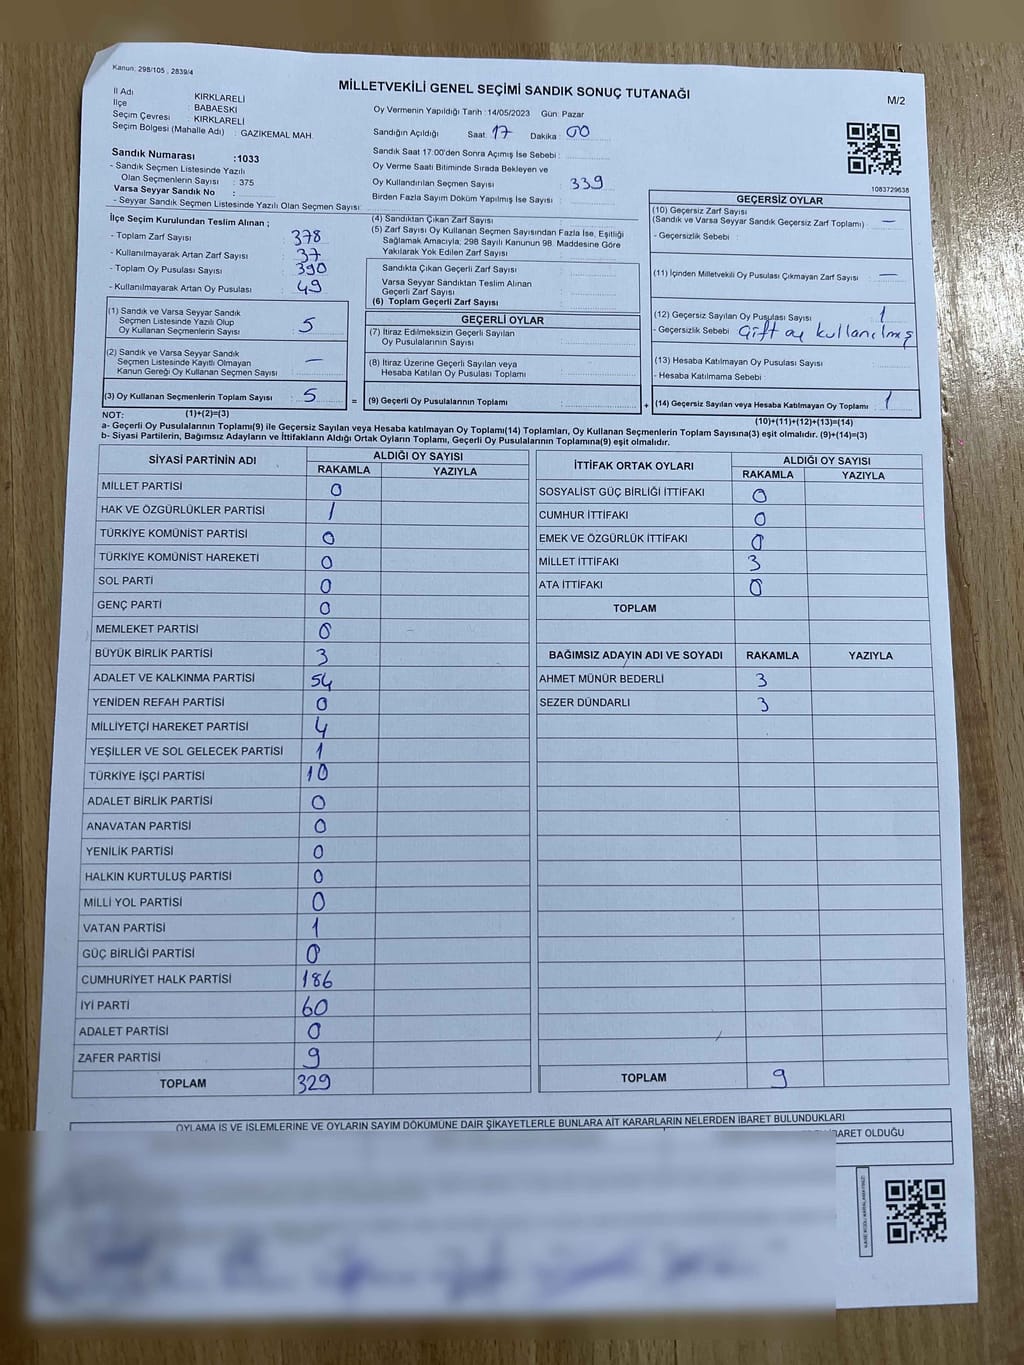 Kanun: 298/105 ; 2839/4
MİLLETVEKİLİ GENEL SEÇİMİ SANDIK SONUÇ TUTANAĞI
M/2
İl Adı KIRKLARELİ
İlçe : BABAESKİ
Seçim Çevresi : KIRKLARELİ
Seçim Bölgesi (Mahalle Adı) : GAZİKEMAL MAH.
Oy Vermenin Yapıldığı Tarih :14/05/2023 Gün: Pazar
Sandığın Açıldığı Saat: 17 Dakika : 00
Sandık Saat 17:00'den Sonra Açımış İse Sebebi :
Oy Verme Saati Bitiminde Sırada Bekleyen ve
Oy Kullandırılan Seçmen Sayısı : 339
Birden Fazla Sayım Döküm Yapılmış İse Sayısı :
1083729638
Sandık Numarası :1033
- Sandık Seçmen Listesinde Yazılı
Olan Seçmenlerin Sayısı : 375
Varsa Seyyar Sandık No :
- Seyyar Sandık Seçmen Listesinde Yazılı Olan Seçmen Sayısı:
İlçe Seçim Kurulundan Teslim Alınan ;
- Toplam Zarf Sayısı : 378
- Kullanılmayarak Artan Zarf Sayısı : 37
- Toplam Oy Pusulası Sayısı : 390
- Kullanılmayarak Artan Oy Pusulası : 49
(1) Sandık ve Varsa Seyyar Sandık
Seçmen Listesinde Yazılı Olup
Oy Kullanan Seçmenlerin Sayısı : 5
(2) Sandık ve Varsa Seyyar Sandık
Seçmen Listesinde Kayıtlı Olmayan
Kanun Gereği Oy Kullanan Seçmen Sayısı : —
(3) Oy Kullanan Seçmenlerin Toplam Sayısı : 5
(1)+(2)=(3)
(4) Sandıktan Çıkan Zarf Sayısı :
(5) Zarf Sayısı Oy Kullanan Seçmen Sayısından Fazla İse, Eşitliği
Sağlamak Amacıyla; 298 Sayılı Kanunun 98. Maddesine Göre
Yakılarak Yok Edilen Zarf Sayısı :
Sandıkta Çıkan Geçerli Zarf Sayısı :
Varsa Seyyar Sandıktan Teslim Alınan
Geçerli Zarf Sayısı :
(6) Toplam Geçerli Zarf Sayısı :
GEÇERLİ OYLAR
(7) İtiraz Edilmeksizin Geçerli Sayılan
Oy Pusulalarının Sayısı :
(8) İtiraz Üzerine Geçerli Sayılan veya
Hesaba Katılan Oy Pusulası Toplamı :
= (9) Geçerli Oy Pusulalarının Toplamı : +
GEÇERSİZ OYLAR
(10) Geçersiz Zarf Sayısı
(Sandık ve Varsa Seyyar Sandık Geçersiz Zarf Toplamı) : —
- Geçersizlik Sebebi :
(11) İçinden Milletvekili Oy Pusulası Çıkmayan Zarf Sayısı : —
(12) Geçersiz Sayılan Oy Pusulası Sayısı : 1
- Geçersizlik Sebebi : Çift oy kullanılmış
(13) Hesaba Katılmayan Oy Pusulası Sayısı :
- Hesaba Katılmama Sebebi :
(14) Geçersiz Sayılan veya Hesaba Katılmayan Oy Toplamı : 1
(10)+(11)+(12)+(13)=(14)
NOT:
a- Geçerli Oy Pusulalarının Toplamı(9) ile Geçersiz Sayılan veya Hesaba katılmayan Oy Toplamı(14) Toplamları, Oy Kullanan Seçmenlerin Toplam Sayısına(3) eşit olmalıdır. (9)+(14)=(3)
b- Siyasi Partilerin, Bağımsız Adayların ve İttifakların Aldığı Ortak Oyların Toplamı, Geçerli Oy Pusulalarının Toplamına(9) eşit olmalıdır.
SİYASİ PARTİNİN ADI
ALDIĞI OY SAYISI
RAKAMLA YAZIYLA
MİLLET PARTİSİ 0
HAK VE ÖZGÜRLÜKLER PARTİSİ 1
TÜRKİYE KOMÜNİST PARTİSİ 0
TÜRKİYE KOMÜNİST HAREKETİ 0
SOL PARTİ 0
GENÇ PARTİ 0
MEMLEKET PARTİSİ 0
BÜYÜK BİRLİK PARTİSİ 3
ADALET VE KALKINMA PARTİSİ 54
YENİDEN REFAH PARTİSİ 0
MİLLİYETÇİ HAREKET PARTİSİ 4
YEŞİLLER VE SOL GELECEK PARTİSİ 1
TÜRKİYE İŞÇİ PARTİSİ 10
ADALET BİRLİK PARTİSİ 0
ANAVATAN PARTİSİ 0
YENİLİK PARTİSİ 0
HALKIN KURTULUŞ PARTİSİ 0
MİLLİ YOL PARTİSİ 0
VATAN PARTİSİ 1
GÜÇ BİRLİĞİ PARTİSİ 0
CUMHURİYET HALK PARTİSİ 186
İYİ PARTİ 60
ADALET PARTİSİ 0
ZAFER PARTİSİ 9
TOPLAM 329
İTTİFAK ORTAK OYLARI
ALDIĞI OY SAYISI
RAKAMLA YAZIYLA
SOSYALİST GÜÇ BİRLİĞİ İTTİFAKI 0
CUMHUR İTTİFAKI 0
EMEK VE ÖZGÜRLÜK İTTİFAKI 0
MİLLET İTTİFAKI 3
ATA İTTİFAKI 0
TOPLAM
BAĞIMSIZ ADAYIN ADI VE SOYADI RAKAMLA YAZIYLA
AHMET MÜNÜR BEDERLİ 3
SEZER DÜNDARLI 3
TOPLAM 9
OYLAMA İŞ VE İŞLEMLERİNE VE OYLARIN SAYIM DÖKÜMÜNE DAİR ŞİKAYETLERLE BUNLARA AİT KARARLARIN NELERDEN İBARET BULUNDUKLARI
İBARET OLDUĞU